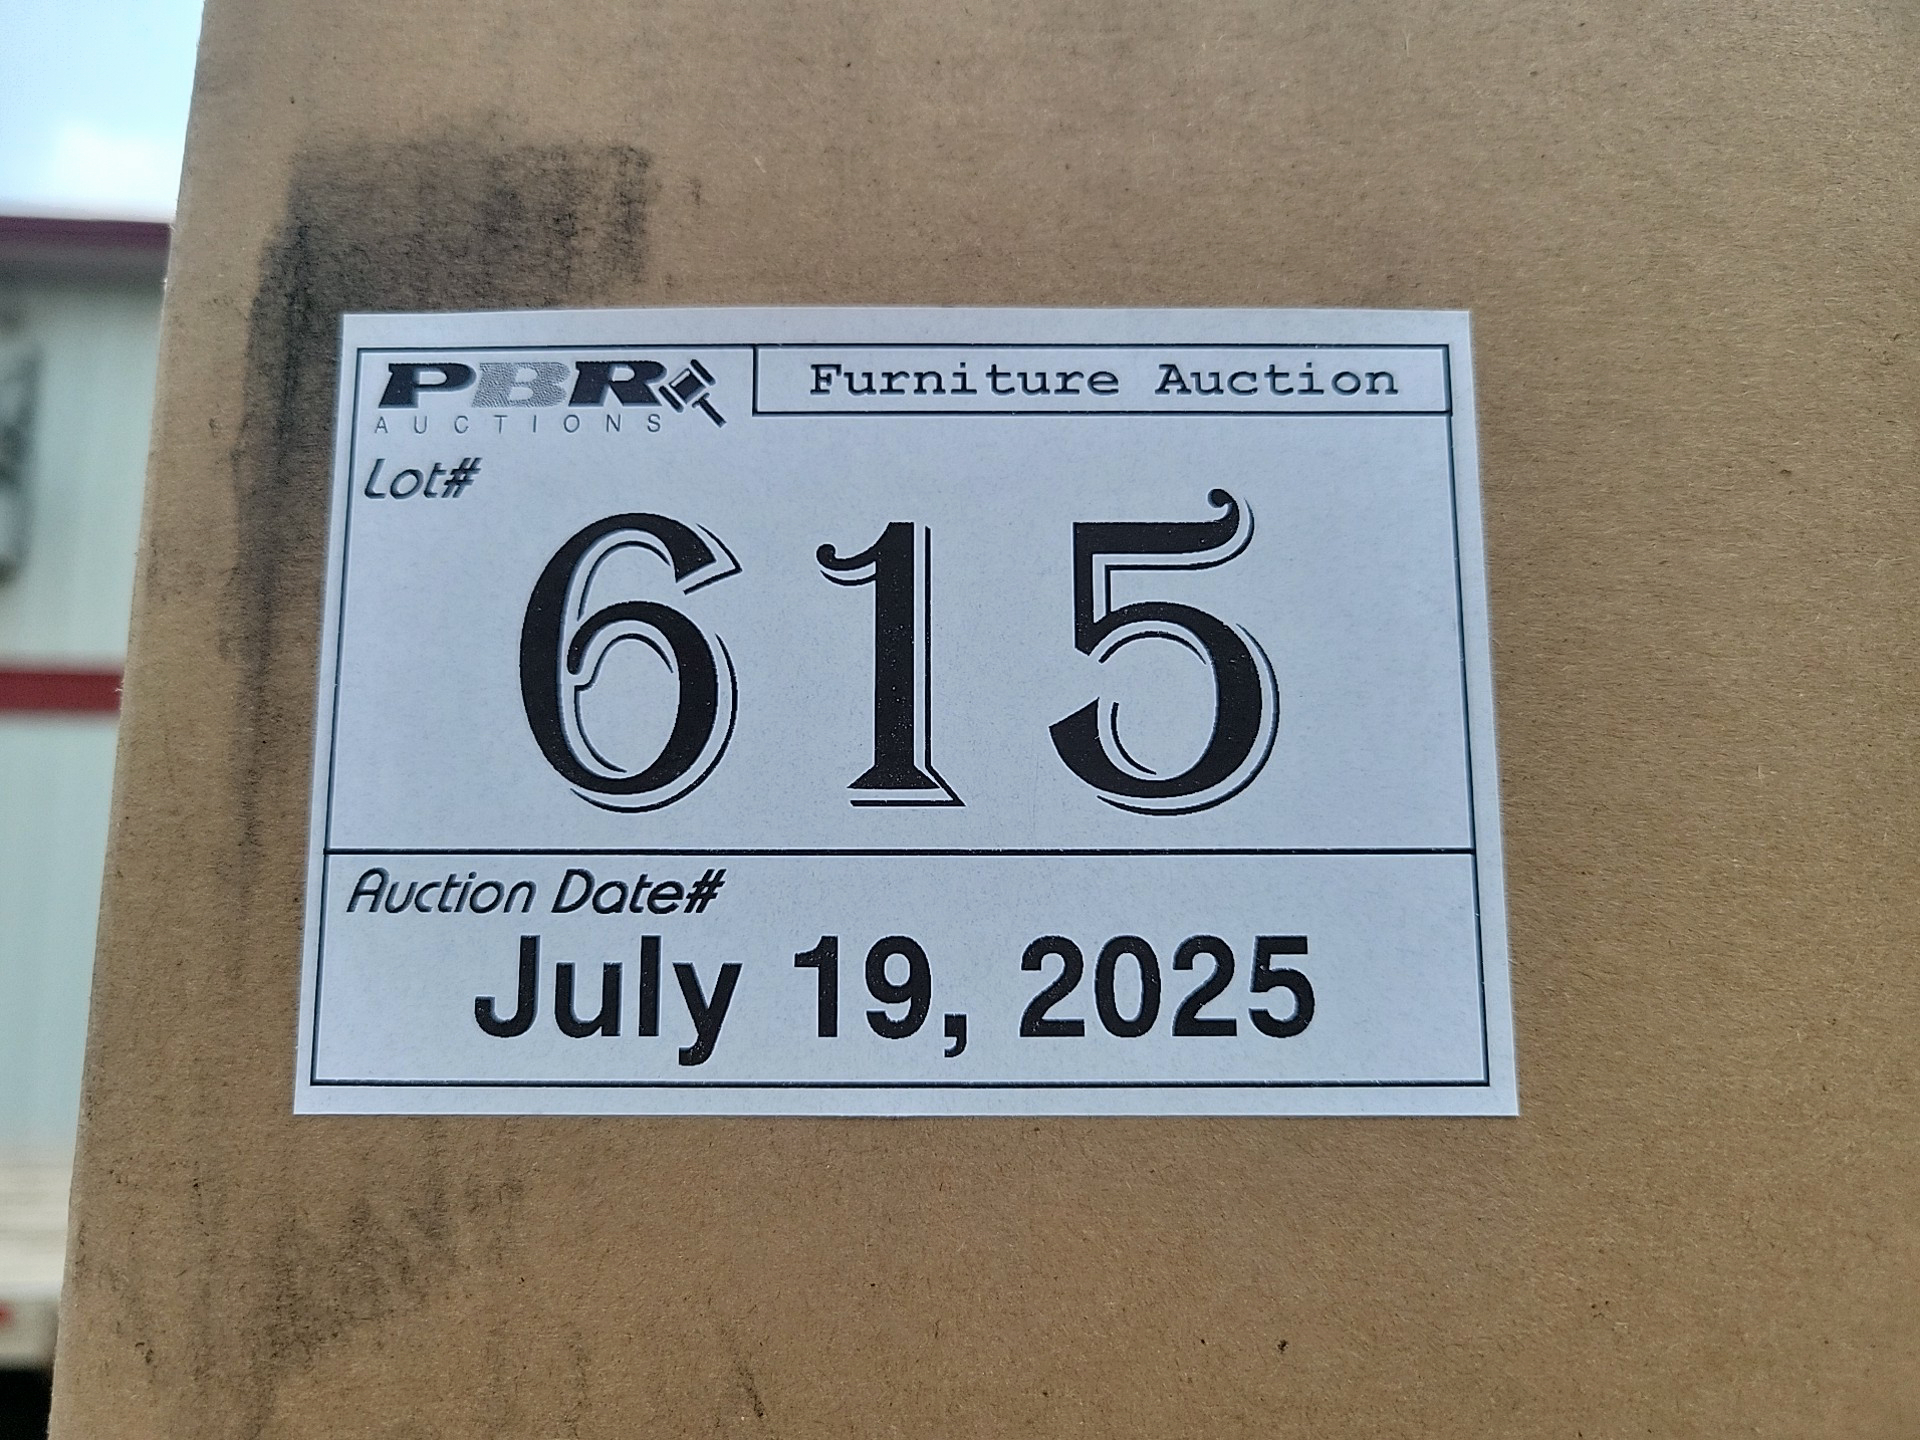 PBR
AUCTIONS
Furniture Auction
Lot#
615
Auction Date#
July 19, 2025